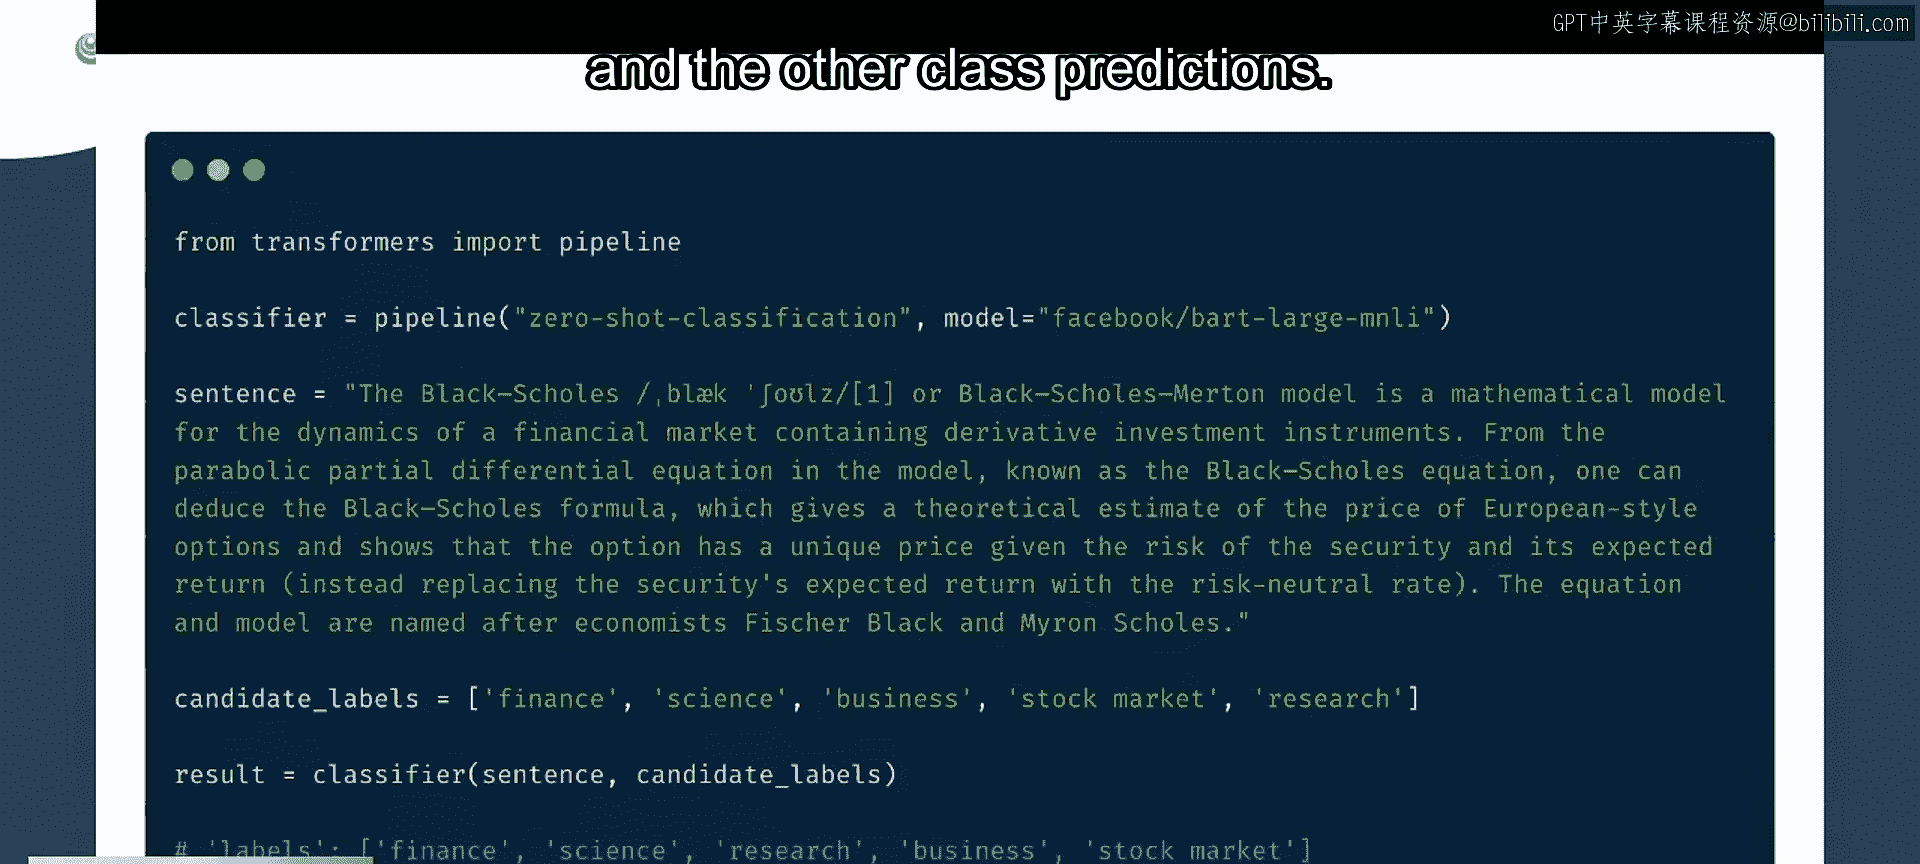 GPT中英字幕课程资源@bilibili.com
and the other class predictions.
from transformers import pipeline
classifier = pipeline("zero-shot-classification", model="facebook/bart-large-mnli")
sentence = "The Black–Scholes /ˌblæk ˈʃoʊlz/[1] or Black–Scholes–Merton model is a mathematical model
for the dynamics of a financial market containing derivative investment instruments. From the
parabolic partial differential equation in the model, known as the Black–Scholes equation, one can
deduce the Black–Scholes formula, which gives a theoretical estimate of the price of European-style
options and shows that the option has a unique price given the risk of the security and its expected
return (instead replacing the security's expected return with the risk-neutral rate). The equation
and model are named after economists Fischer Black and Myron Scholes."
candidate_labels = ['finance', 'science', 'business', 'stock market', 'research']
result = classifier(sentence, candidate_labels)
# 'labels': ['finance', 'science', 'research', 'business', 'stock market']